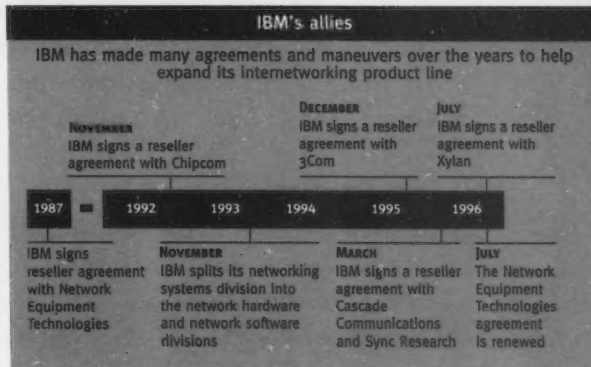 IBM's allies
IBM has made many agreements and maneuvers over the years to help
expand its internetworking product line
NOVEMBER
IBM signs a reseller
agreement with Chipcom
DECEMBER
IBM signs a reseller
agreement with
3Com
JULY
IBM signs a reseller
agreement with
Xylan
1987 1992 1993 1994 1995 1996
IBM signs
reseller agreement
with Network
Equipment
Technologies
NOVEMBER
IBM splits its networking
systems division into
the network hardware
and network software
divisions
MARCH
IBM signs a reseller
agreement with
Cascade
Communications
and Sync Research
JULY
The Network
Equipment
Technologies
agreement
is renewed